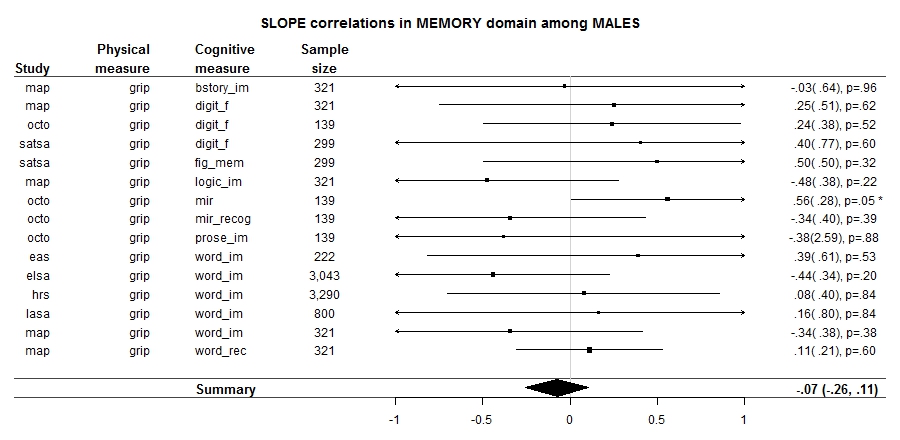 SLOPE correlations in MEMORY domain among MALES
Physical Cognitive Sample
Study measure measure size
map grip bstory_im 321 -.03( .64), p=.96
map grip digit_f 321 .25( .51), p=.62
octo grip digit_f 139 .24( .38), p=.52
satsa grip digit_f 299 .40( .77), p=.60
satsa grip fig_mem 299 .50( .50), p=.32
map grip logic_im 321 -.48( .38), p=.22
octo grip mir 139 .56( .28), p=.05 *
octo grip mir_recog 139 -.34( .40), p=.39
octo grip prose_im 139 -.38(2.59), p=.88
eas grip word_im 222 .39( .61), p=.53
elsa grip word_im 3,043 -.44( .34), p=.20
hrs grip word_im 3,290 .08( .40), p=.84
lasa grip word_im 800 .16( .80), p=.84
map grip word_im 321 -.34( .38), p=.38
map grip word_rec 321 .11( .21), p=.60
Summary -.07 (-.26, .11)
-1 -0.5 0 0.5 1